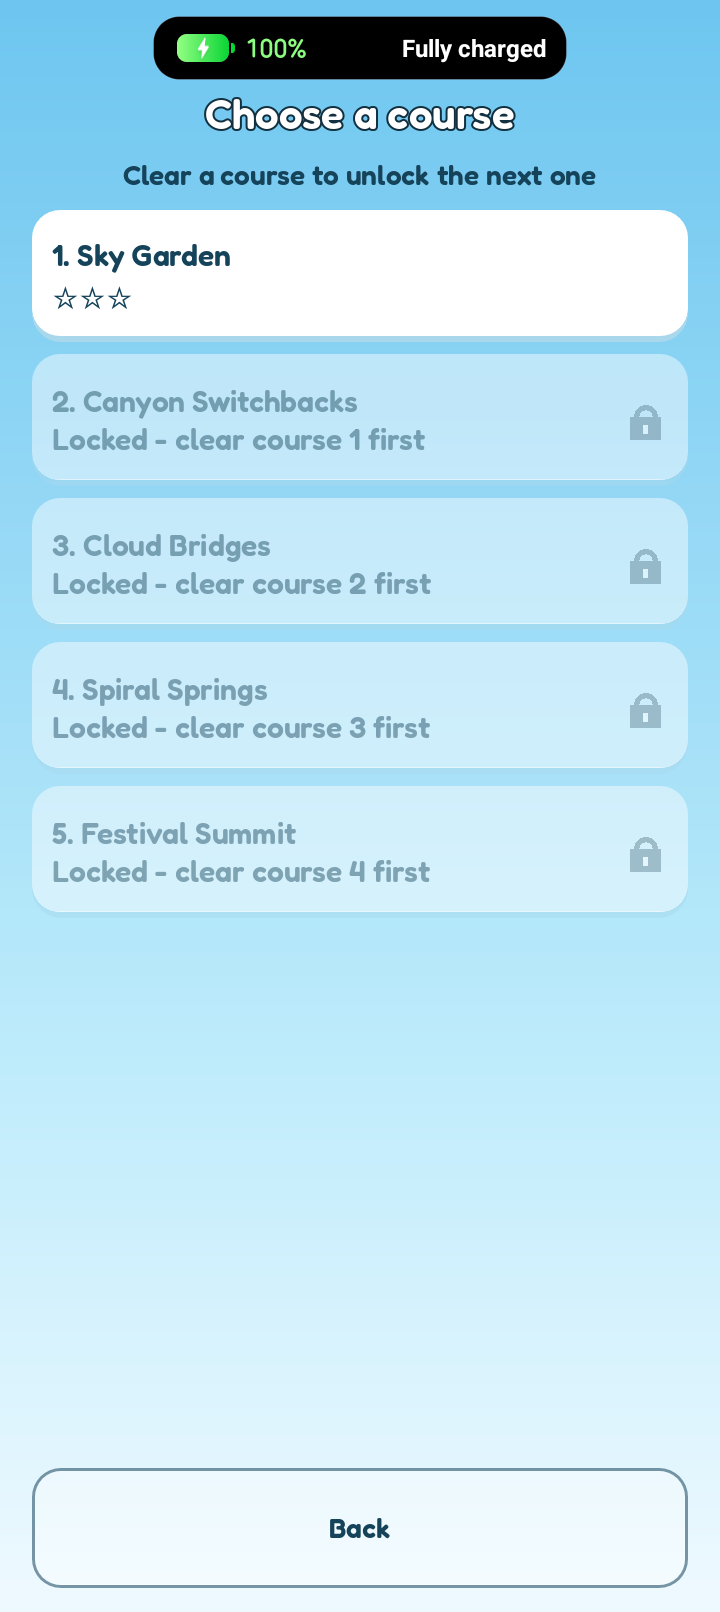 100%
Fully charged
Choose a course
Clear a course to unlock the next one
1. Sky Garden
☆☆☆
2. Canyon Switchbacks
Locked - clear course 1 first
3. Cloud Bridges
Locked - clear course 2 first
4. Spiral Springs
Locked - clear course 3 first
5. Festival Summit
Locked - clear course 4 first
Back